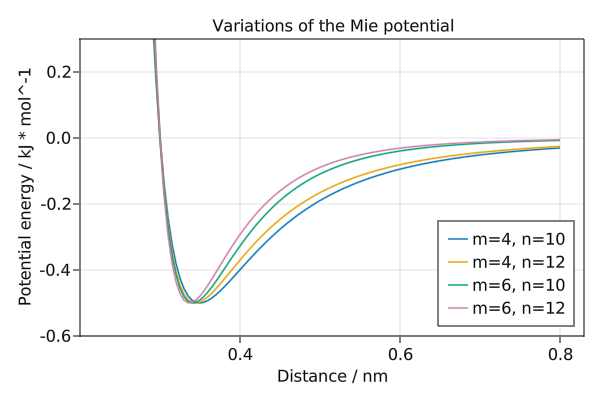 Variations of the Mie potential
Potential energy / kJ * mol^-1
0.2
0.0
-0.2
-0.4
-0.6
m=4, n=10
m=4, n=12
m=6, n=10
m=6, n=12
0.4
0.6
0.8
Distance / nm